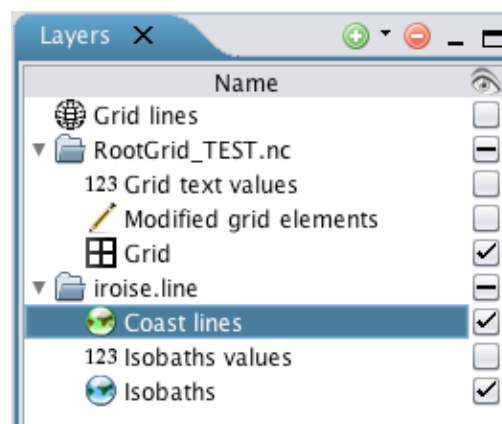 Layers
Name
Grid lines
RootGrid_TEST.nc
123 Grid text values
Modified grid elements
Grid
iroise.line
Coast lines
123 Isobaths values
Isobaths